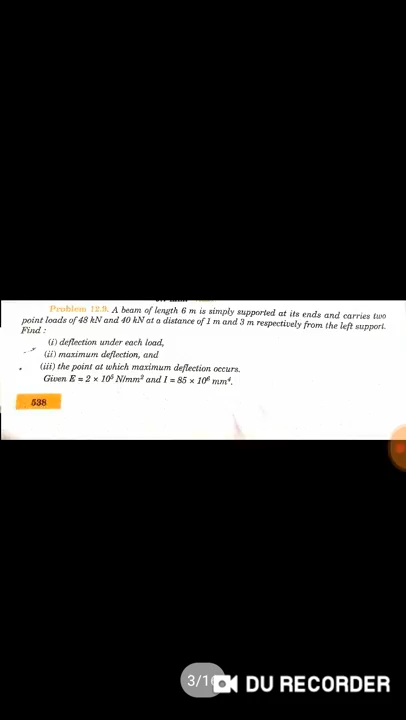 Problem 12.9. A beam of length 6 m is simply supported at its ends and carries two
point loads of 48 kN and 40 kN at a distance of 1 m and 3 m respectively from the left support.
Find :
(i) deflection under each load,
(ii) maximum deflection, and
(iii) the point at which maximum deflection occurs.
Given E = 2 × 10⁵ N/mm² and I = 85 × 10⁶ mm⁴.
538
DU RECORDER